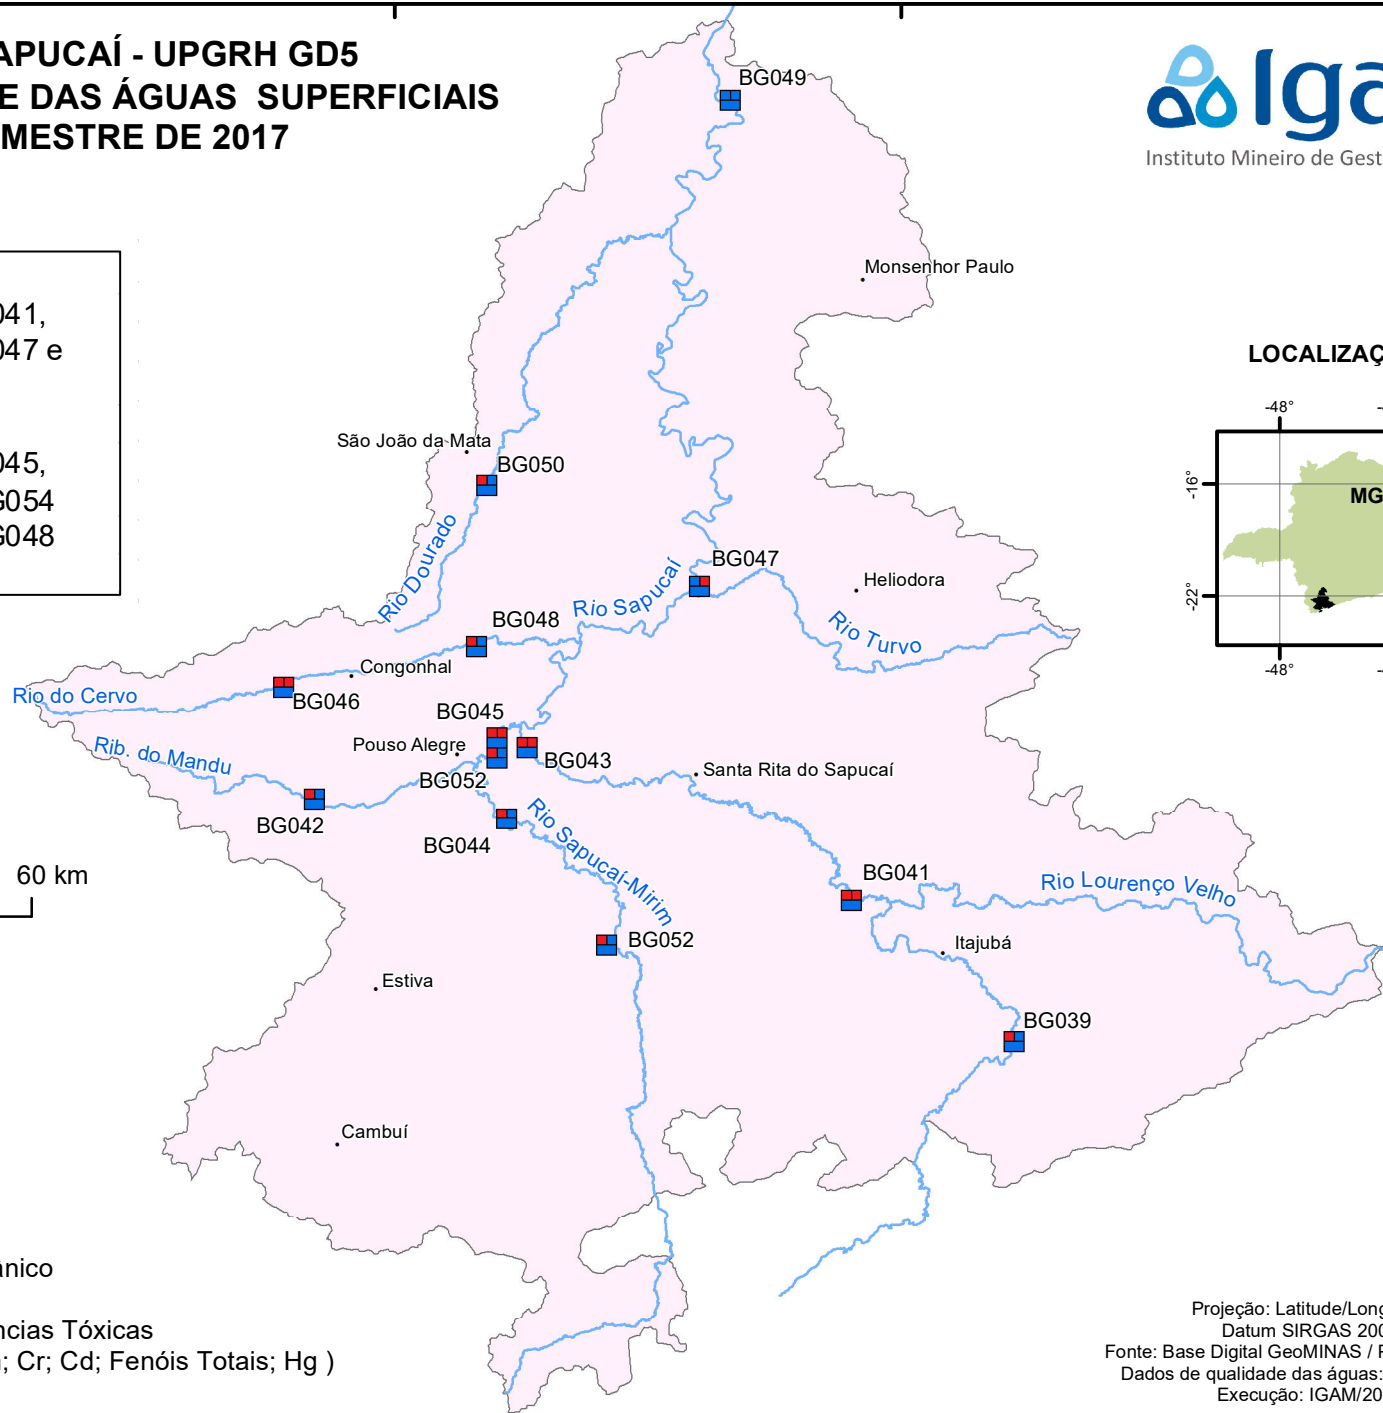 APUCAÍ - UPGRH GD5
E DAS ÁGUAS SUPERFICIAIS
MESTRE DE 2017
Iga
Instituto Mineiro de Gest
041,
047 e
045,
G054
G048
BG049
Monsenhor Paulo
LOCALIZAÇ
-48°
-16°
MG
-22°
-48°
São João da Mata
BG050
Rio Dourado
BG047
Heliodora
Rio Sapucaí
Rio Turvo
BG048
Congonhal
Rio do Cervo
BG046
BG045
Rib. do Mandu
Pouso Alegre
BG043
Santa Rita do Sapucaí
BG052
BG042
Rio Sapucaí-Mirim
BG044
60 km
BG041
Rio Lourenço Velho
BG052
Itajubá
Estiva
BG039
Cambuí
ânico
ncias Tóxicas
; Cr; Cd; Fenóis Totais; Hg )
Projeção: Latitude/Long
Datum SIRGAS 200
Fonte: Base Digital GeoMINAS / P
Dados de qualidade das águas:
Execução: IGAM/20